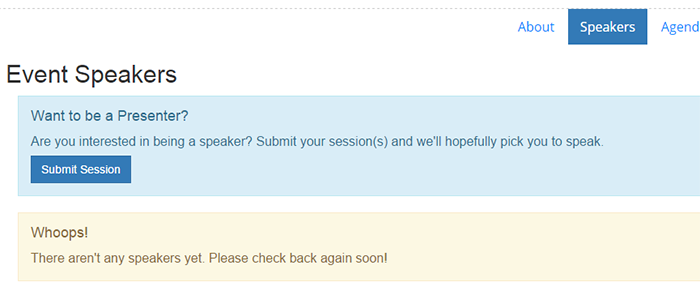 About Speakers Agend
Event Speakers
Want to be a Presenter?
Are you interested in being a speaker? Submit your session(s) and we'll hopefully pick you to speak.
Submit Session
Whoops!
There aren't any speakers yet. Please check back again soon!